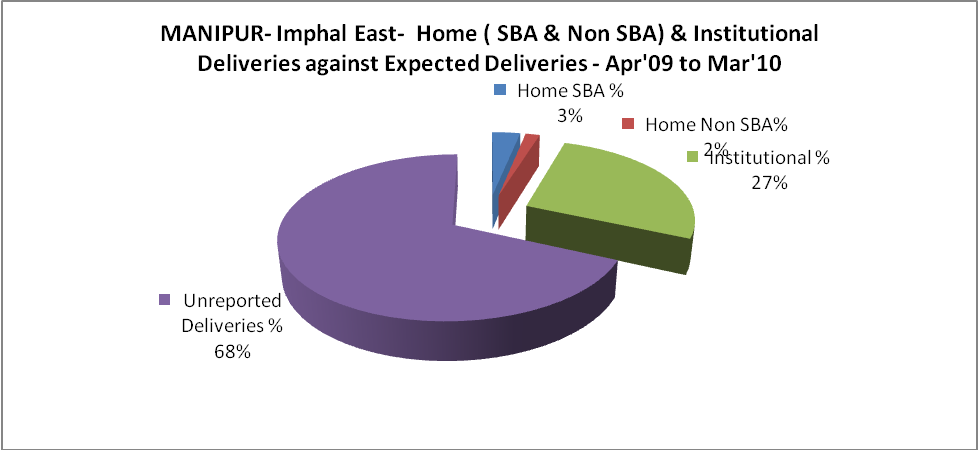 MANIPUR- Imphal East- Home ( SBA & Non SBA) & Institutional
Deliveries against Expected Deliveries - Apr'09 to Mar'10
Home SBA %
3%
Home Non SBA%
2%
Institutional %
27%
Unreported
Deliveries %
68%